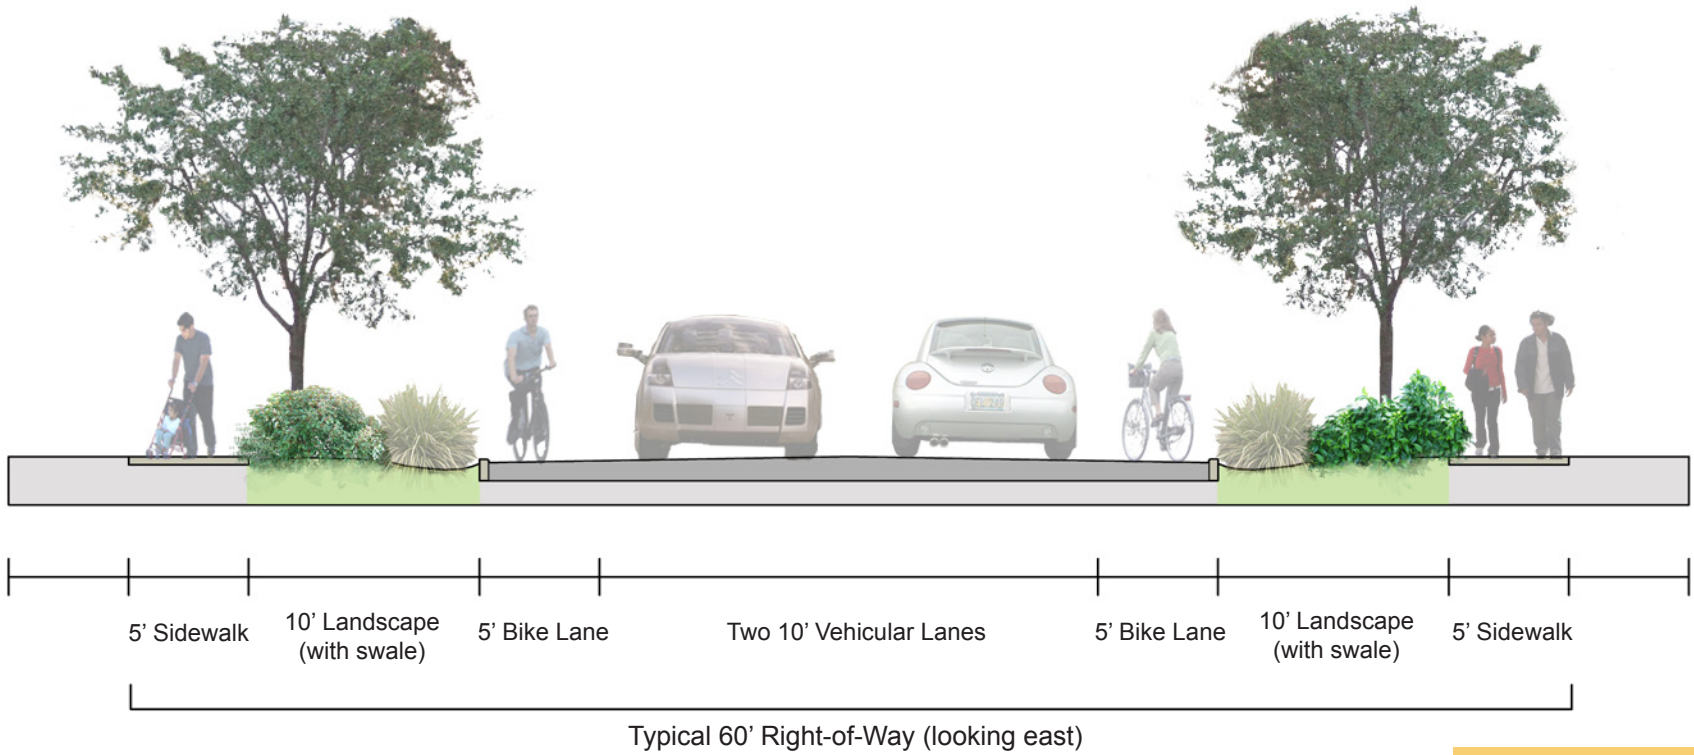 5’ Sidewalk
10’ Landscape
(with swale)
5’ Bike Lane
Two 10’ Vehicular Lanes
5’ Bike Lane
10’ Landscape
(with swale)
5’ Sidewalk
Typical 60’ Right-of-Way (looking east)